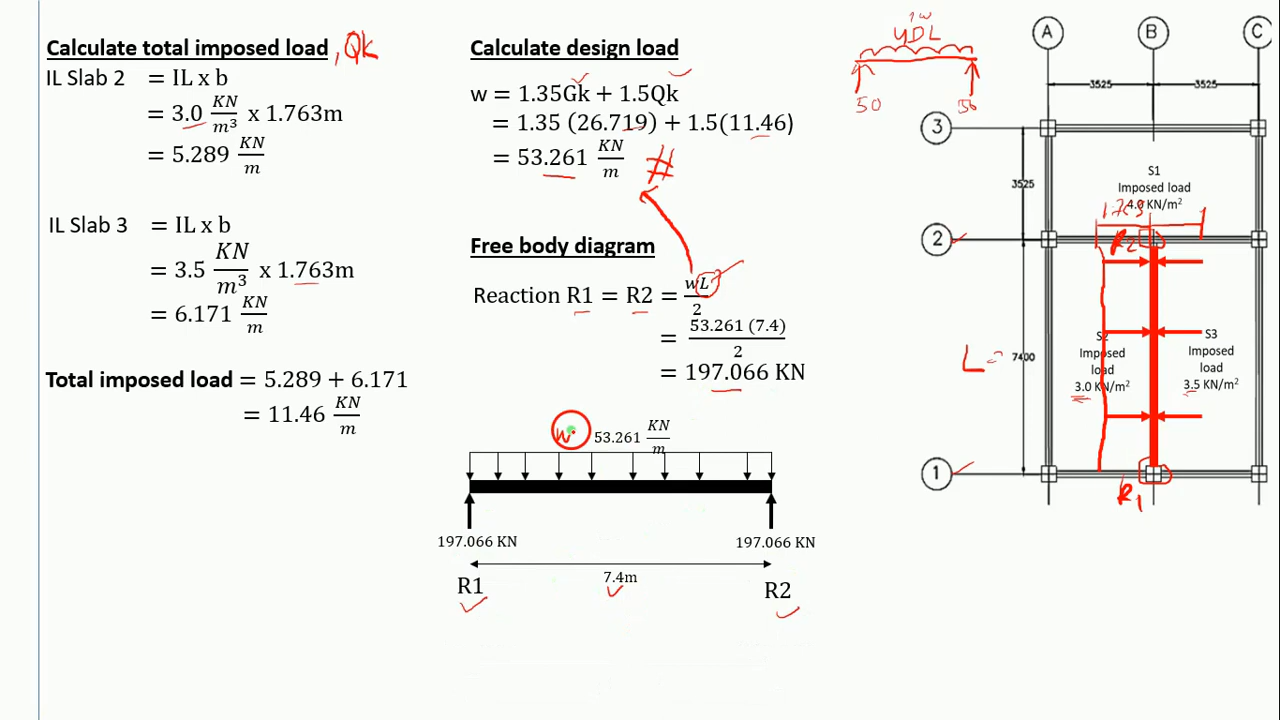 Calculate total imposed load , Qk
IL Slab 2 = IL x b
= 3.0 KN/m³ x 1.763m
= 5.289 KN/m
IL Slab 3 = IL x b
= 3.5 KN/m³ x 1.763m
= 6.171 KN/m
Total imposed load = 5.289 + 6.171
= 11.46 KN/m
Calculate design load
w = 1.35Gk + 1.5Qk
= 1.35 (26.719) + 1.5(11.46)
= 53.261 KN/m #
Free body diagram
Reaction R1 = R2 = wL/2
= 53.261 (7.4)/2
= 197.066 KN
w 53.261 KN/m
197.066 KN 197.066 KN
7.4m
R1 R2
UDL
50 50
A B C
3525 3525
3
3525
S1
Imposed load
4.0 KN/m²
2
R2
L = 7400
S2
Imposed
load
3.0 KN/m²
S3
Imposed
load
3.5 KN/m²
1
R1